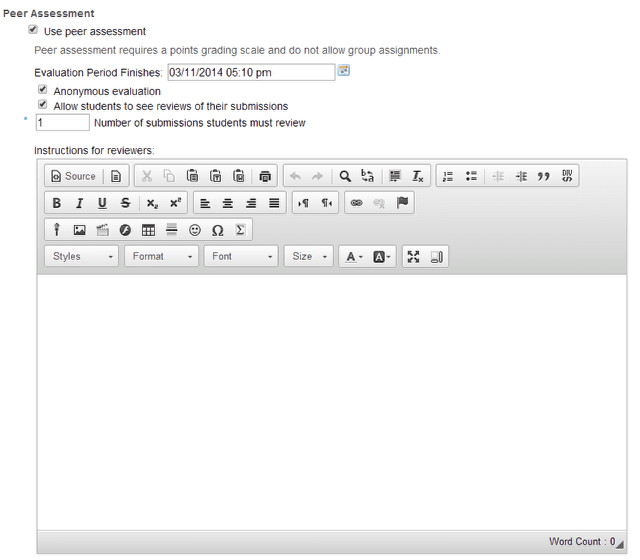 Peer Assessment
Use peer assessment
Peer assessment requires a points grading scale and do not allow group assignments.
Evaluation Period Finishes: 03/11/2014 05:10 pm
Anonymous evaluation
Allow students to see reviews of their submissions
* 1 Number of submissions students must review
Instructions for reviewers:
Source
B I U S x₂ x²
Ω Σ
Styles Format Font Size A A
Word Count : 0